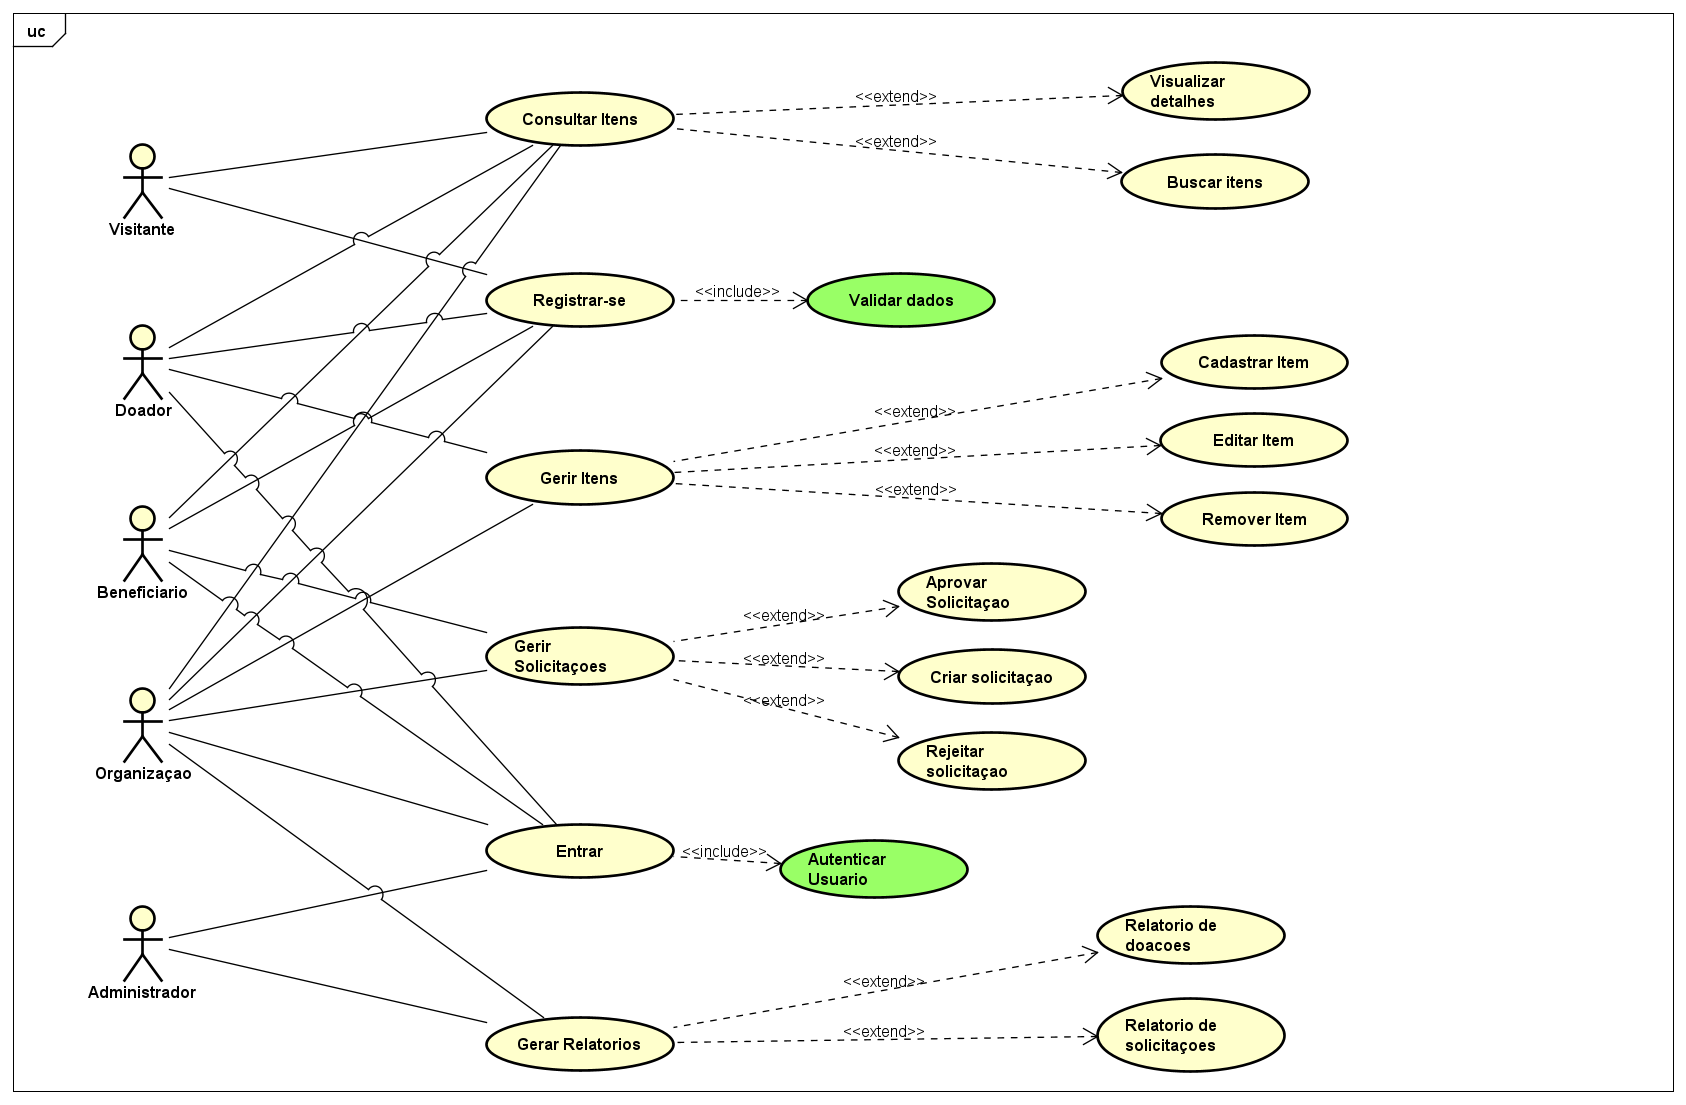 uc
Visualizar
detalhes
<<extend>>
Consultar Itens
<<extend>>
Buscar itens
Visitante
<<include>>
Registrar-se
Validar dados
Cadastrar Item
Doador
<<extend>>
Editar Item
<<extend>>
Gerir Itens
<<extend>>
Remover Item
Aprovar
Solicitaçao
Beneficiario
<<extend>>
Gerir
Solicitaçoes
<<extend>>
Criar solicitaçao
<<extend>>
Rejeitar
solicitaçao
Organizaçao
Entrar
<<include>>
Autenticar
Usuario
Relatorio de
doacoes
<<extend>>
Administrador
Relatorio de
solicitaçoes
<<extend>>
Gerar Relatorios